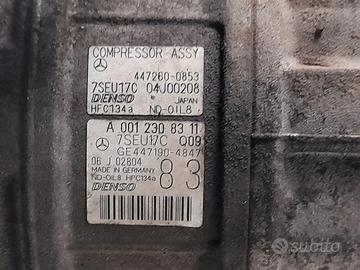 COMPRESSOR ASSY
447260-0853
7SEU17C 04J00208
DENSO JAPAN
HFC134a ND-OIL8
A 001 230 83 11
7SEU17C Q09
GE447190-4847
06 J 02804
MADE IN GERMANY
ND-OIL8 HFC134a
DENSO
83
subito